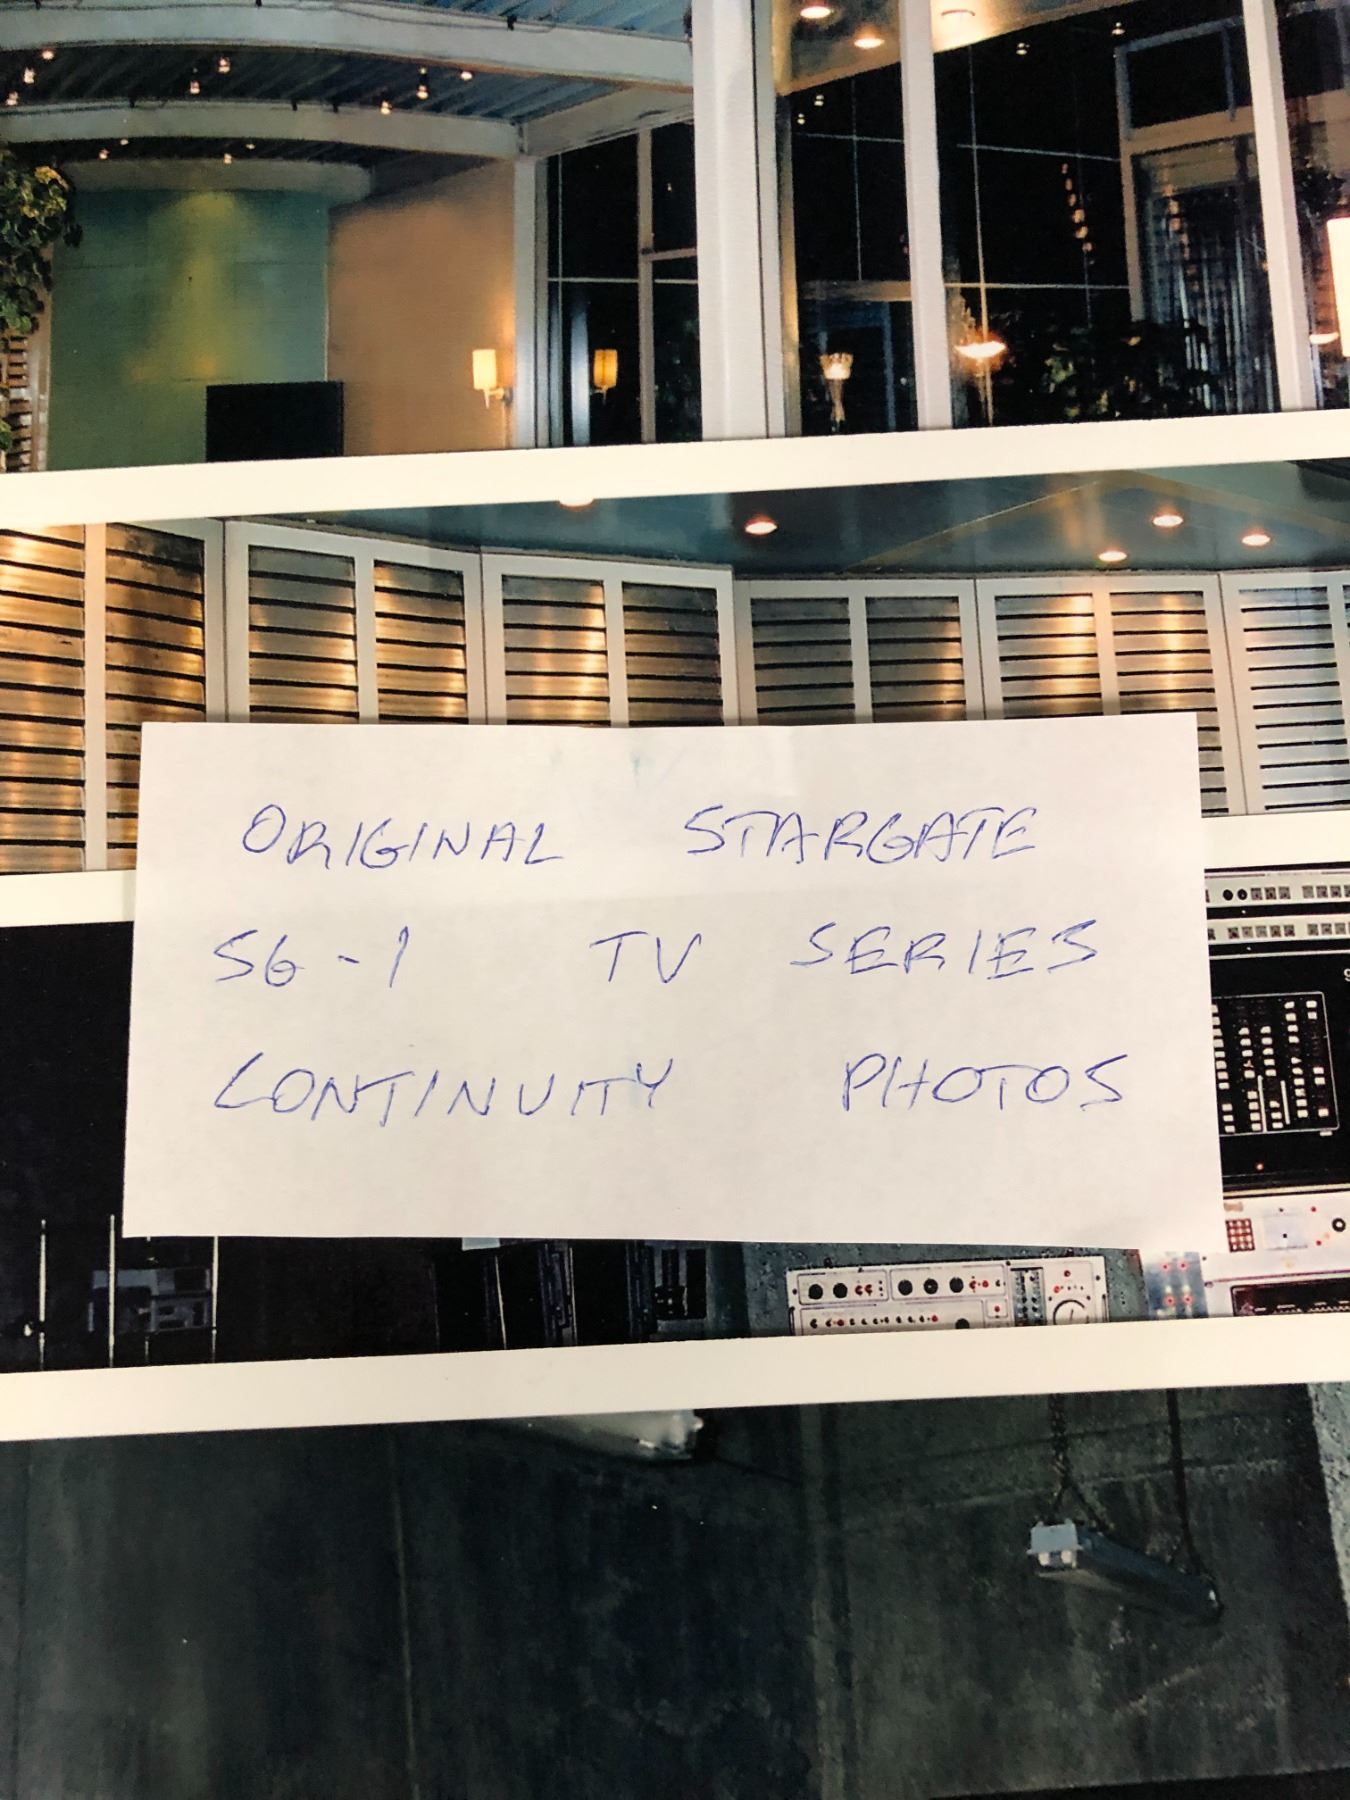 ORIGINAL STARGATE
SG-1 TV SERIES
CONTINUITY PHOTOS